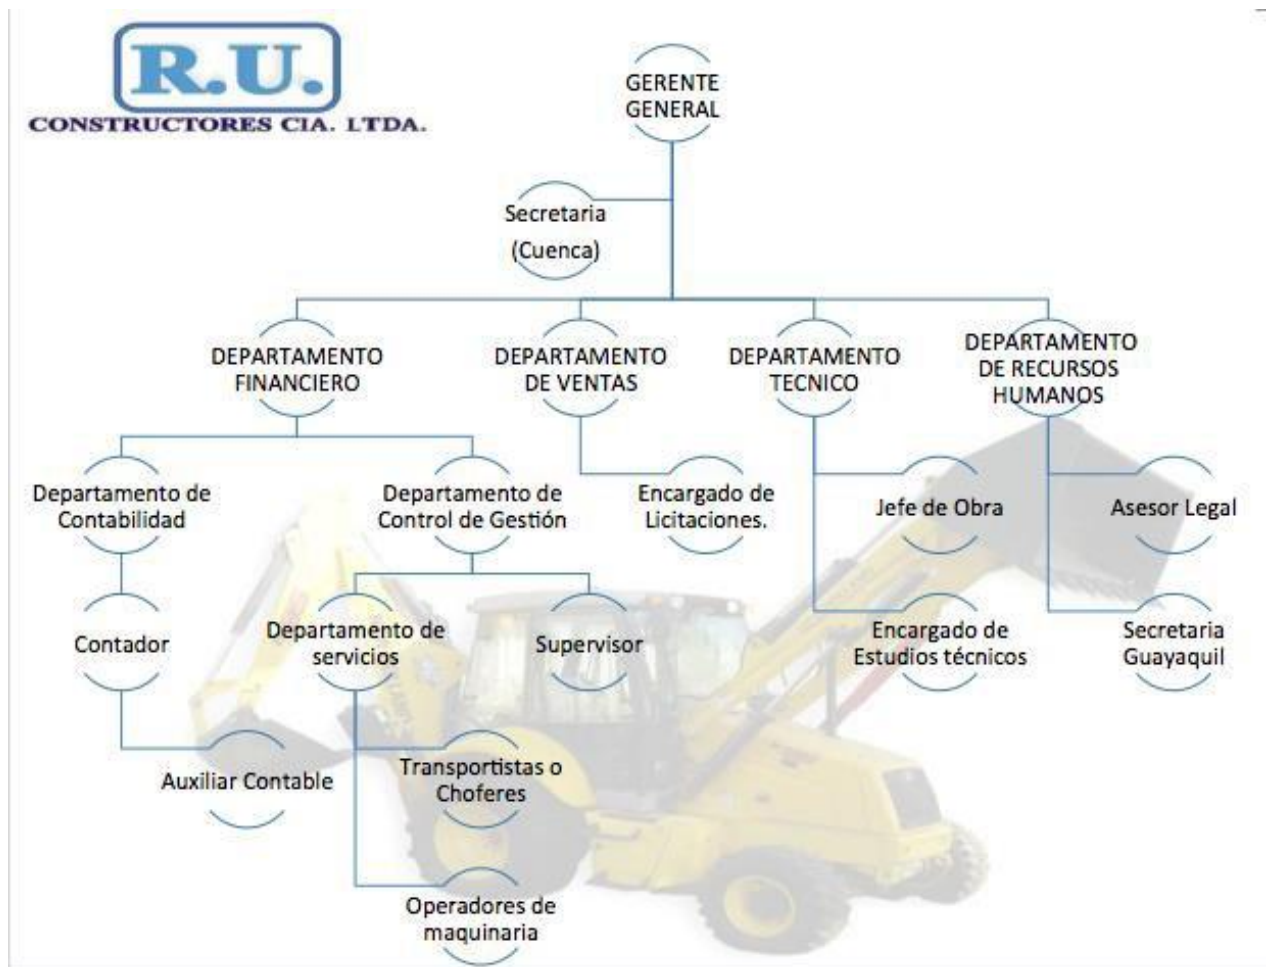 R.U.
CONSTRUCTORES CIA. LTDA.
GERENTE
GENERAL
Secretaria
(Cuenca)
DEPARTAMENTO
FINANCIERO
DEPARTAMENTO
DE VENTAS
DEPARTAMENTO
TECNICO
DEPARTAMENTO
DE RECURSOS
HUMANOS
Departamento de
Contabilidad
Departamento de
Control de Gestión
Encargado de
Licitaciones.
Jefe de Obra
Asesor Legal
Contador
Departamento de
servicios
Supervisor
Encargado de
Estudios técnicos
Secretaria
Guayaquil
Auxiliar Contable
Transportistas o
Choferes
Operadores de
maquinaria